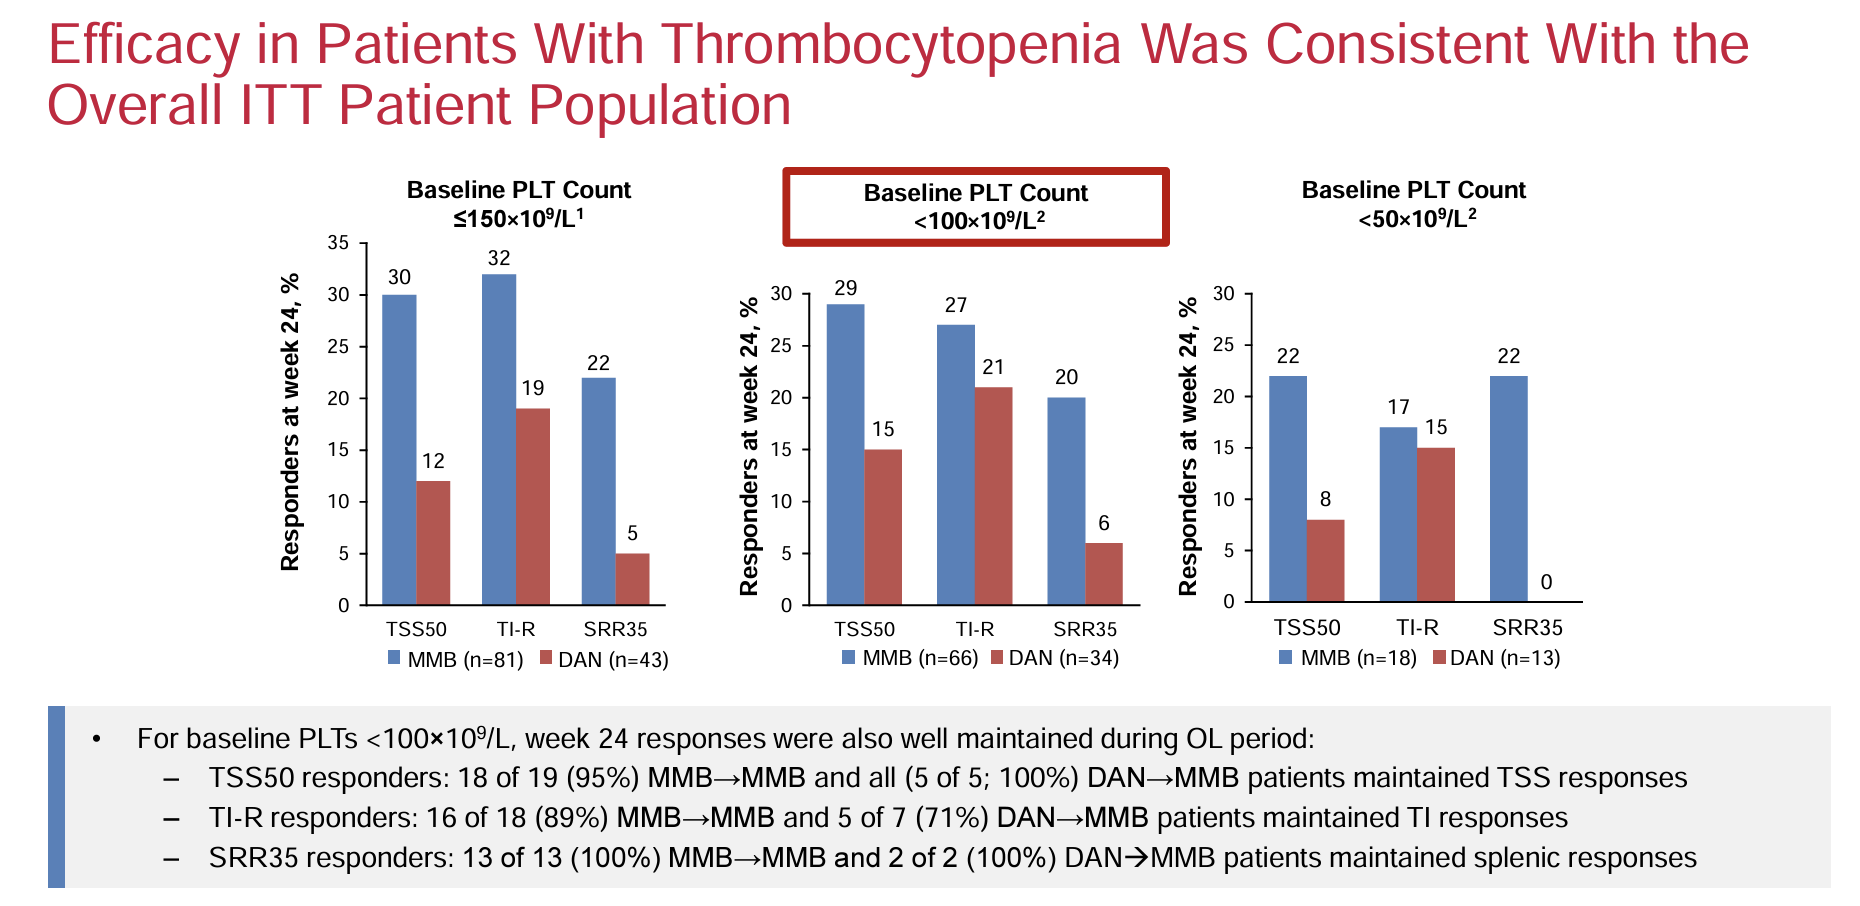 Efficacy in Patients With Thrombocytopenia Was Consistent With the
Overall ITT Patient Population
Baseline PLT Count
≤150×10⁹/L¹
Responders at week 24, %
35
30
25
20
15
10
5
0
30
12
32
19
22
5
TSS50
TI-R
SRR35
MMB (n=81)
DAN (n=43)
Baseline PLT Count
<100×10⁹/L²
Responders at week 24, %
30
25
20
15
10
5
0
29
15
27
21
20
6
TSS50
TI-R
SRR35
MMB (n=66)
DAN (n=34)
Baseline PLT Count
<50×10⁹/L²
Responders at week 24, %
30
25
20
15
10
5
0
22
8
17
15
22
0
TSS50
TI-R
SRR35
MMB (n=18)
DAN (n=13)
• For baseline PLTs <100×10⁹/L, week 24 responses were also well maintained during OL period:
– TSS50 responders: 18 of 19 (95%) MMB→MMB and all (5 of 5; 100%) DAN→MMB patients maintained TSS responses
– TI-R responders: 16 of 18 (89%) MMB→MMB and 5 of 7 (71%) DAN→MMB patients maintained TI responses
– SRR35 responders: 13 of 13 (100%) MMB→MMB and 2 of 2 (100%) DAN→MMB patients maintained splenic responses